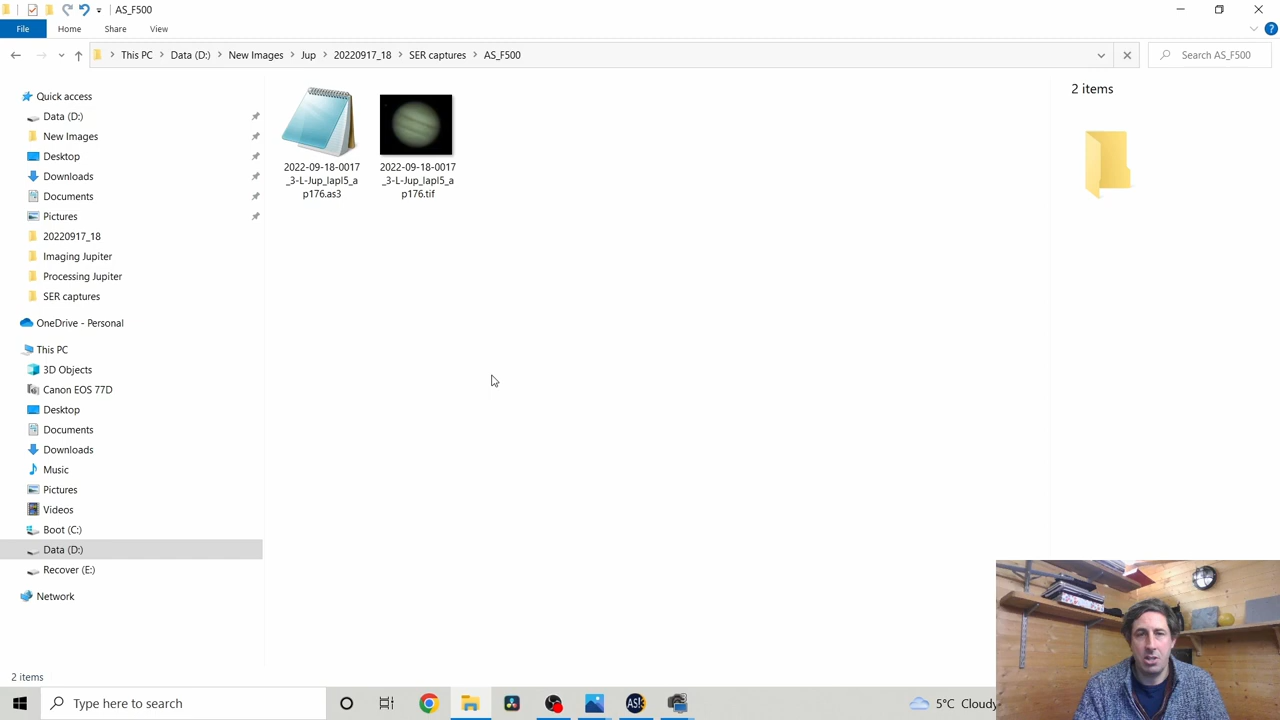 AS_F500
File
Home
Share
View
This PC
Data (D:)
New Images
Jup
20220917_18
SER captures
AS_F500
Search AS_F500
Quick access
Data (D:)
New Images
Desktop
Downloads
Documents
Pictures
20220917_18
Imaging Jupiter
Processing Jupiter
SER captures
OneDrive - Personal
This PC
3D Objects
Canon EOS 77D
Desktop
Documents
Downloads
Music
Pictures
Videos
Boot (C:)
Data (D:)
Recover (E:)
Network
2022-09-18-0017
_3-L-Jup_lapl5_a
p176.as3
2022-09-18-0017
_3-L-Jup_lapl5_a
p176.tif
2 items
2 items
Type here to search
AS!3
5°C Cloudy